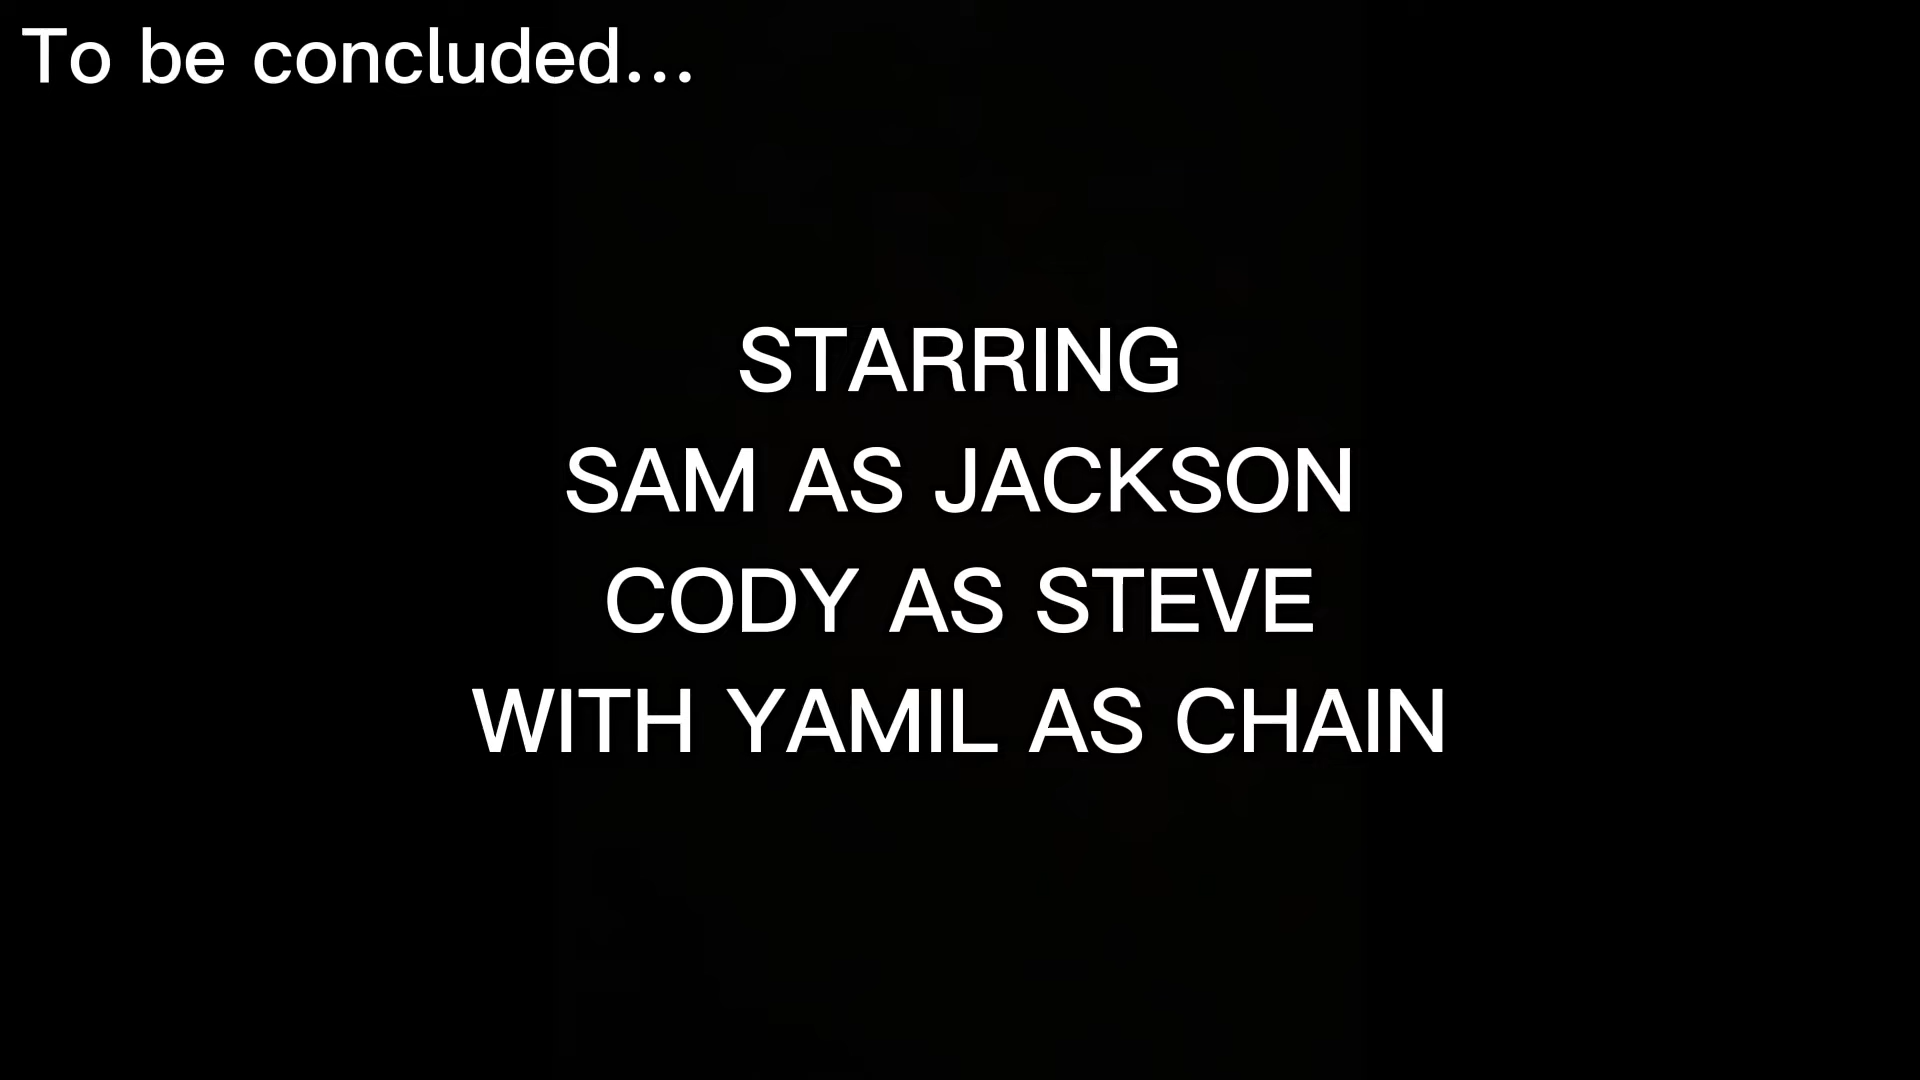 To be concluded...
STARRING
SAM AS JACKSON
CODY AS STEVE
WITH YAMIL AS CHAIN